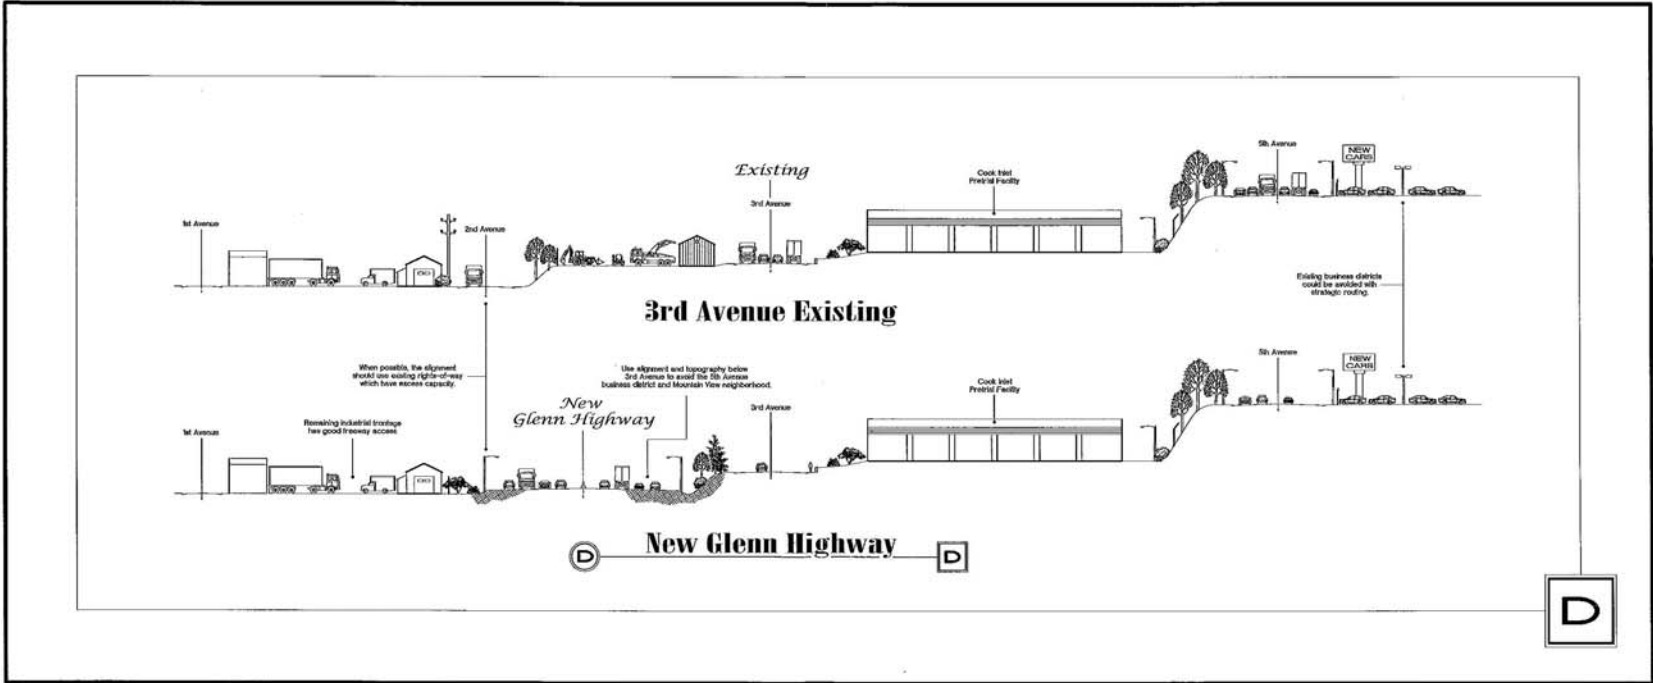 Existing
1st Avenue
2nd Avenue
3rd Avenue
Cook Inlet
Pretrial Facility
5th Avenue
NEW
CARS
3rd Avenue Existing
Existing business districts
could be avoided with
strategic routing.
When possible, the alignment
should use existing rights-of-way
which have excess capacity.
Use alignment and topography below
3rd Avenue to avoid the 5th Avenue
business district and Mountain View neighborhood.
New
Glenn Highway
1st Avenue
Remaining industrial frontage
has good freeway access
3rd Avenue
Cook Inlet
Pretrial Facility
5th Avenue
NEW
CARS
New Glenn Highway
D
D
D